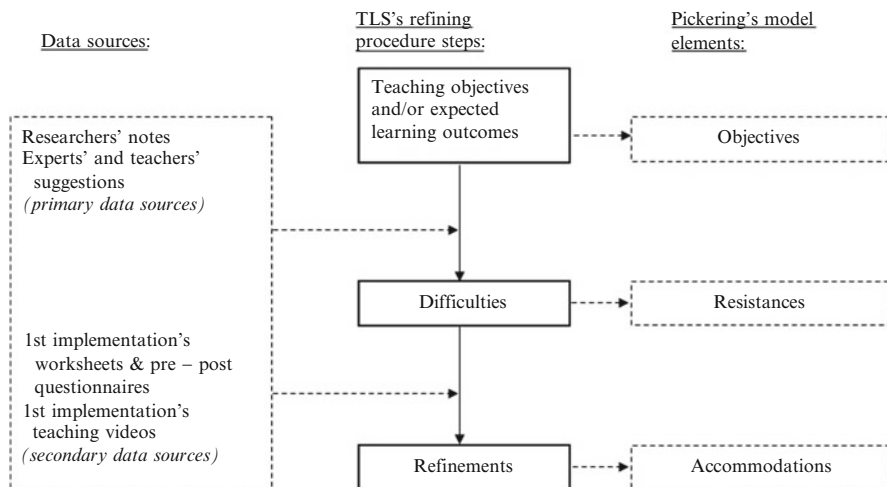 Data sources:
TLS's refining
procedure steps:
Pickering's model
elements:
Teaching objectives
and/or expected
learning outcomes
Objectives
Researchers' notes
Experts' and teachers'
suggestions
(primary data sources)
Difficulties
Resistances
1st implementation's
worksheets & pre – post
questionnaires
1st implementation's
teaching videos
(secondary data sources)
Refinements
Accommodations